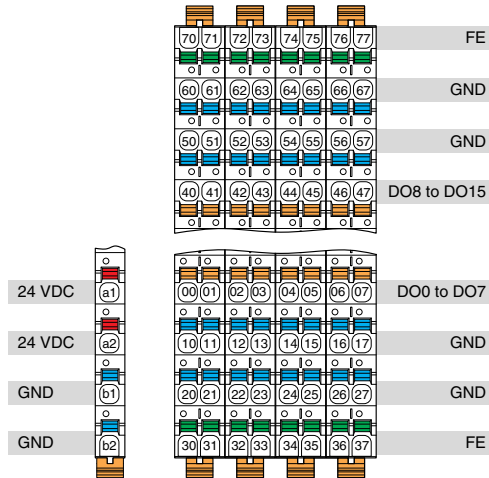 70 71 72 73 74 75 76 77 FE
60 61 62 63 64 65 66 67 GND
50 51 52 53 54 55 56 57 GND
40 41 42 43 44 45 46 47 DO8 to DO15
24 VDC a1 00 01 02 03 04 05 06 07 DO0 to DO7
24 VDC a2 10 11 12 13 14 15 16 17 GND
GND b1 20 21 22 23 24 25 26 27 GND
GND b2 30 31 32 33 34 35 36 37 FE